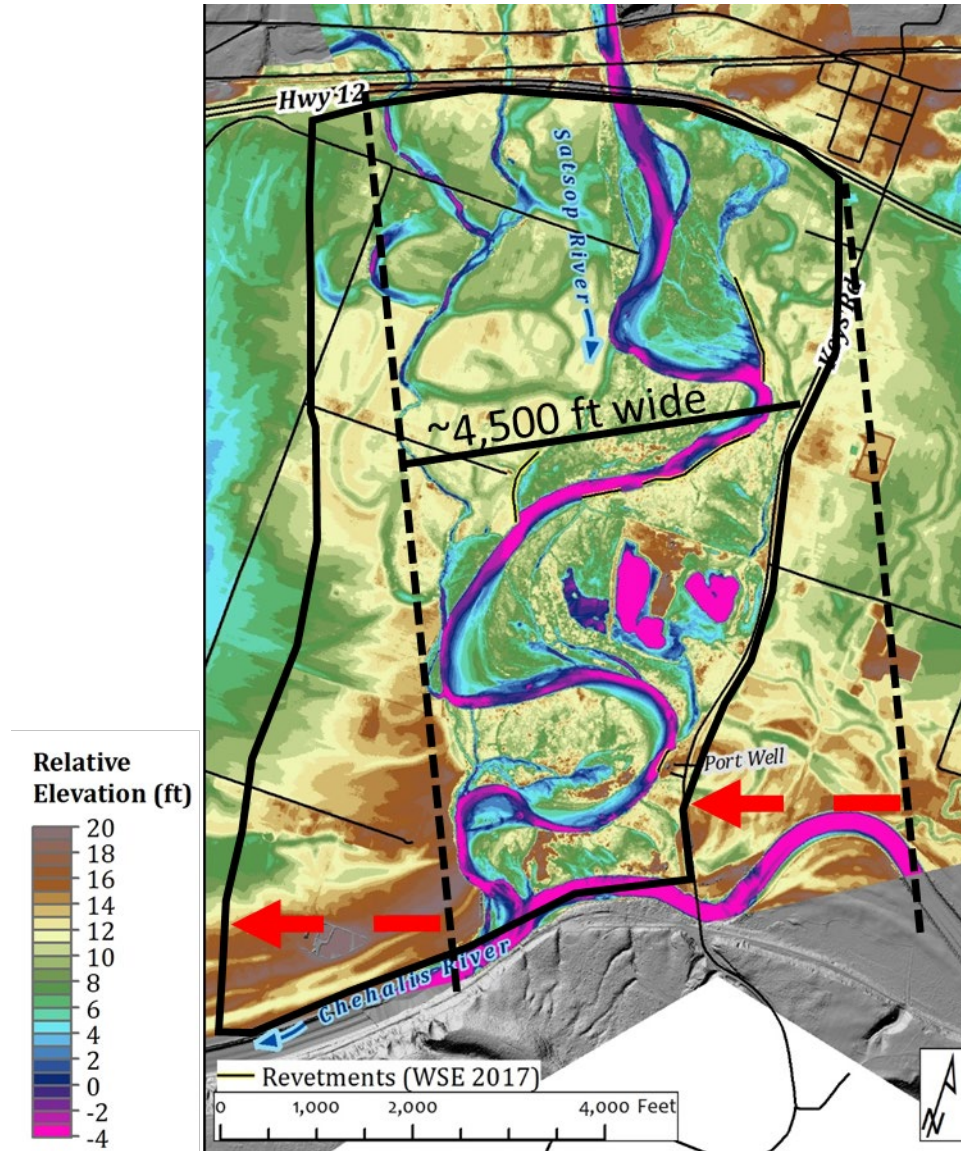 Hwy 12
Satsop River
Keys Rd
~4,500 ft wide
Port Well
Chehalis River
Relative
Elevation (ft)
20
18
16
14
12
10
8
6
4
2
0
-2
-4
Revetments (WSE 2017)
0 1,000 2,000 4,000 Feet
N